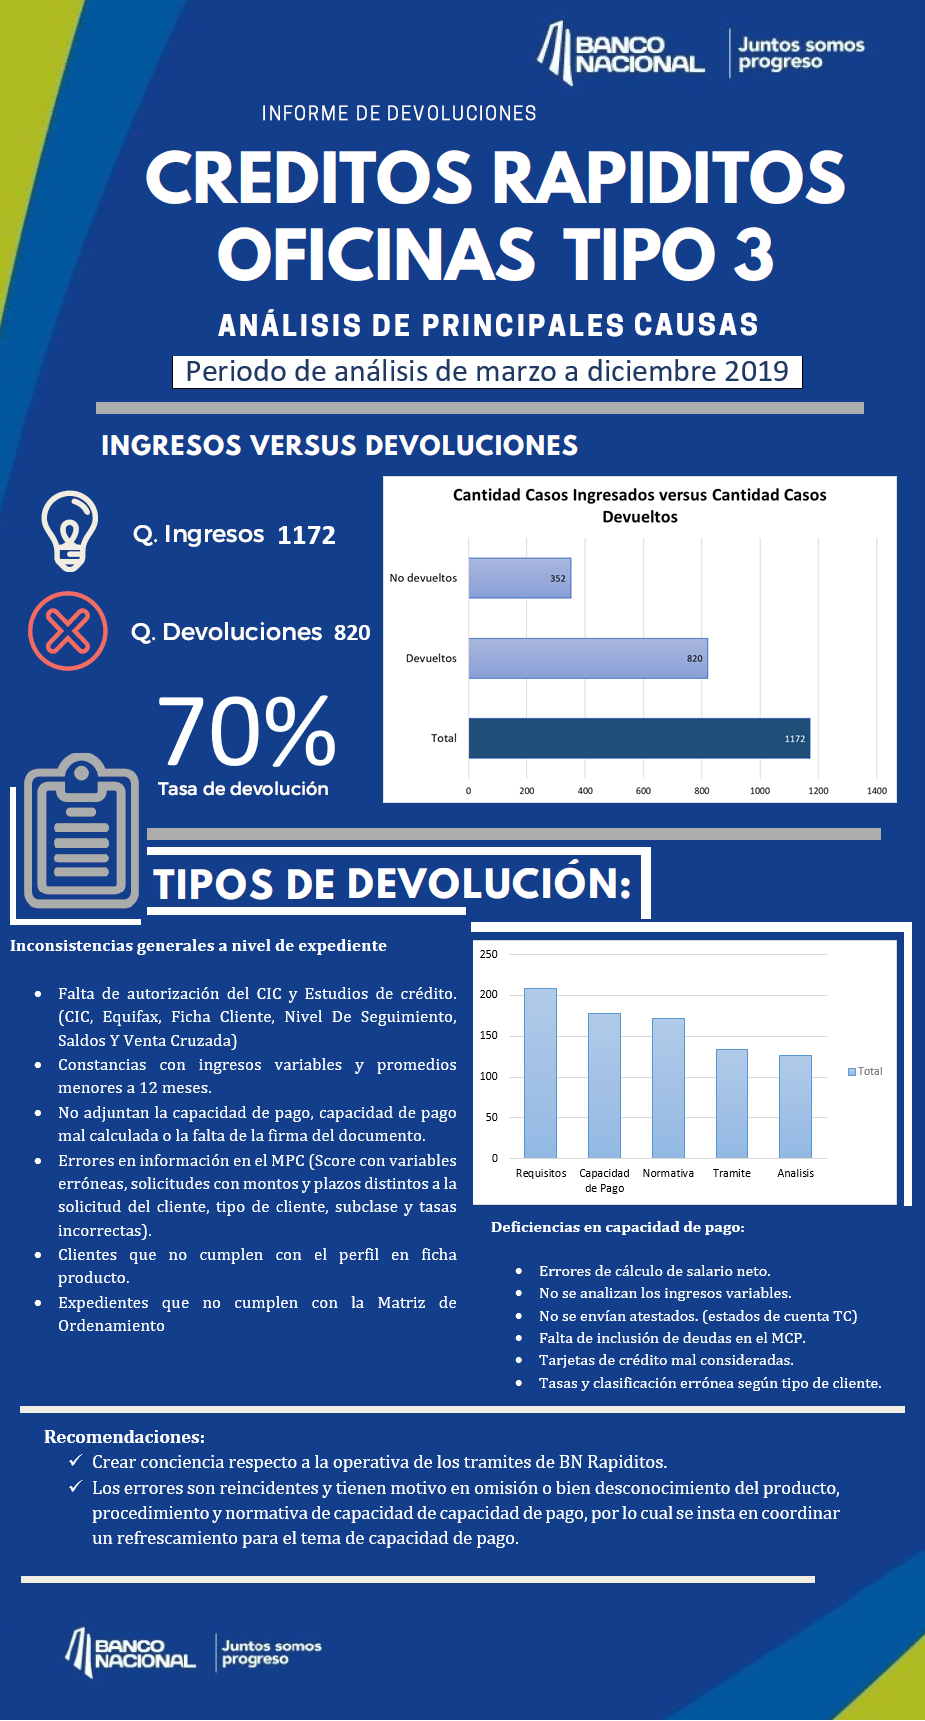 BANCO
NACIONAL
Juntos somos
progreso
INFORME DE DEVOLUCIONES
CREDITOS RAPIDITOS
OFICINAS TIPO 3
ANÁLISIS DE PRINCIPALES CAUSAS
Periodo de análisis de marzo a diciembre 2019
INGRESOS VERSUS DEVOLUCIONES
Q. Ingresos 1172
Q. Devoluciones 820
70%
Tasa de devolución
Cantidad Casos Ingresados versus Cantidad Casos
Devueltos
No devueltos
352
Devueltos
820
Total
1172
0 200 400 600 800 1000 1200 1400
TIPOS DE DEVOLUCIÓN:
Inconsistencias generales a nivel de expediente
• Falta de autorización del CIC y Estudios de crédito.
(CIC, Equifax, Ficha Cliente, Nivel De Seguimiento,
Saldos Y Venta Cruzada)
• Constancias con ingresos variables y promedios
menores a 12 meses.
• No adjuntan la capacidad de pago, capacidad de pago
mal calculada o la falta de la firma del documento.
• Errores en información en el MPC (Score con variables
erróneas, solicitudes con montos y plazos distintos a la
solicitud del cliente, tipo de cliente, subclase y tasas
incorrectas).
• Clientes que no cumplen con el perfil en ficha
producto.
• Expedientes que no cumplen con la Matriz de
Ordenamiento
250
200
150
100
50
0
Requisitos Capacidad Normativa Tramite Analisis
de Pago
Total
Deficiencias en capacidad de pago:
• Errores de cálculo de salario neto.
• No se analizan los ingresos variables.
• No se envían atestados. (estados de cuenta TC)
• Falta de inclusión de deudas en el MCP.
• Tarjetas de crédito mal consideradas.
• Tasas y clasificación errónea según tipo de cliente.
Recomendaciones:
✓ Crear conciencia respecto a la operativa de los tramites de BN Rapiditos.
✓ Los errores son reincidentes y tienen motivo en omisión o bien desconocimiento del producto,
procedimiento y normativa de capacidad de capacidad de pago, por lo cual se insta en coordinar
un refrescamiento para el tema de capacidad de pago.
BANCO
NACIONAL
Juntos somos
progreso